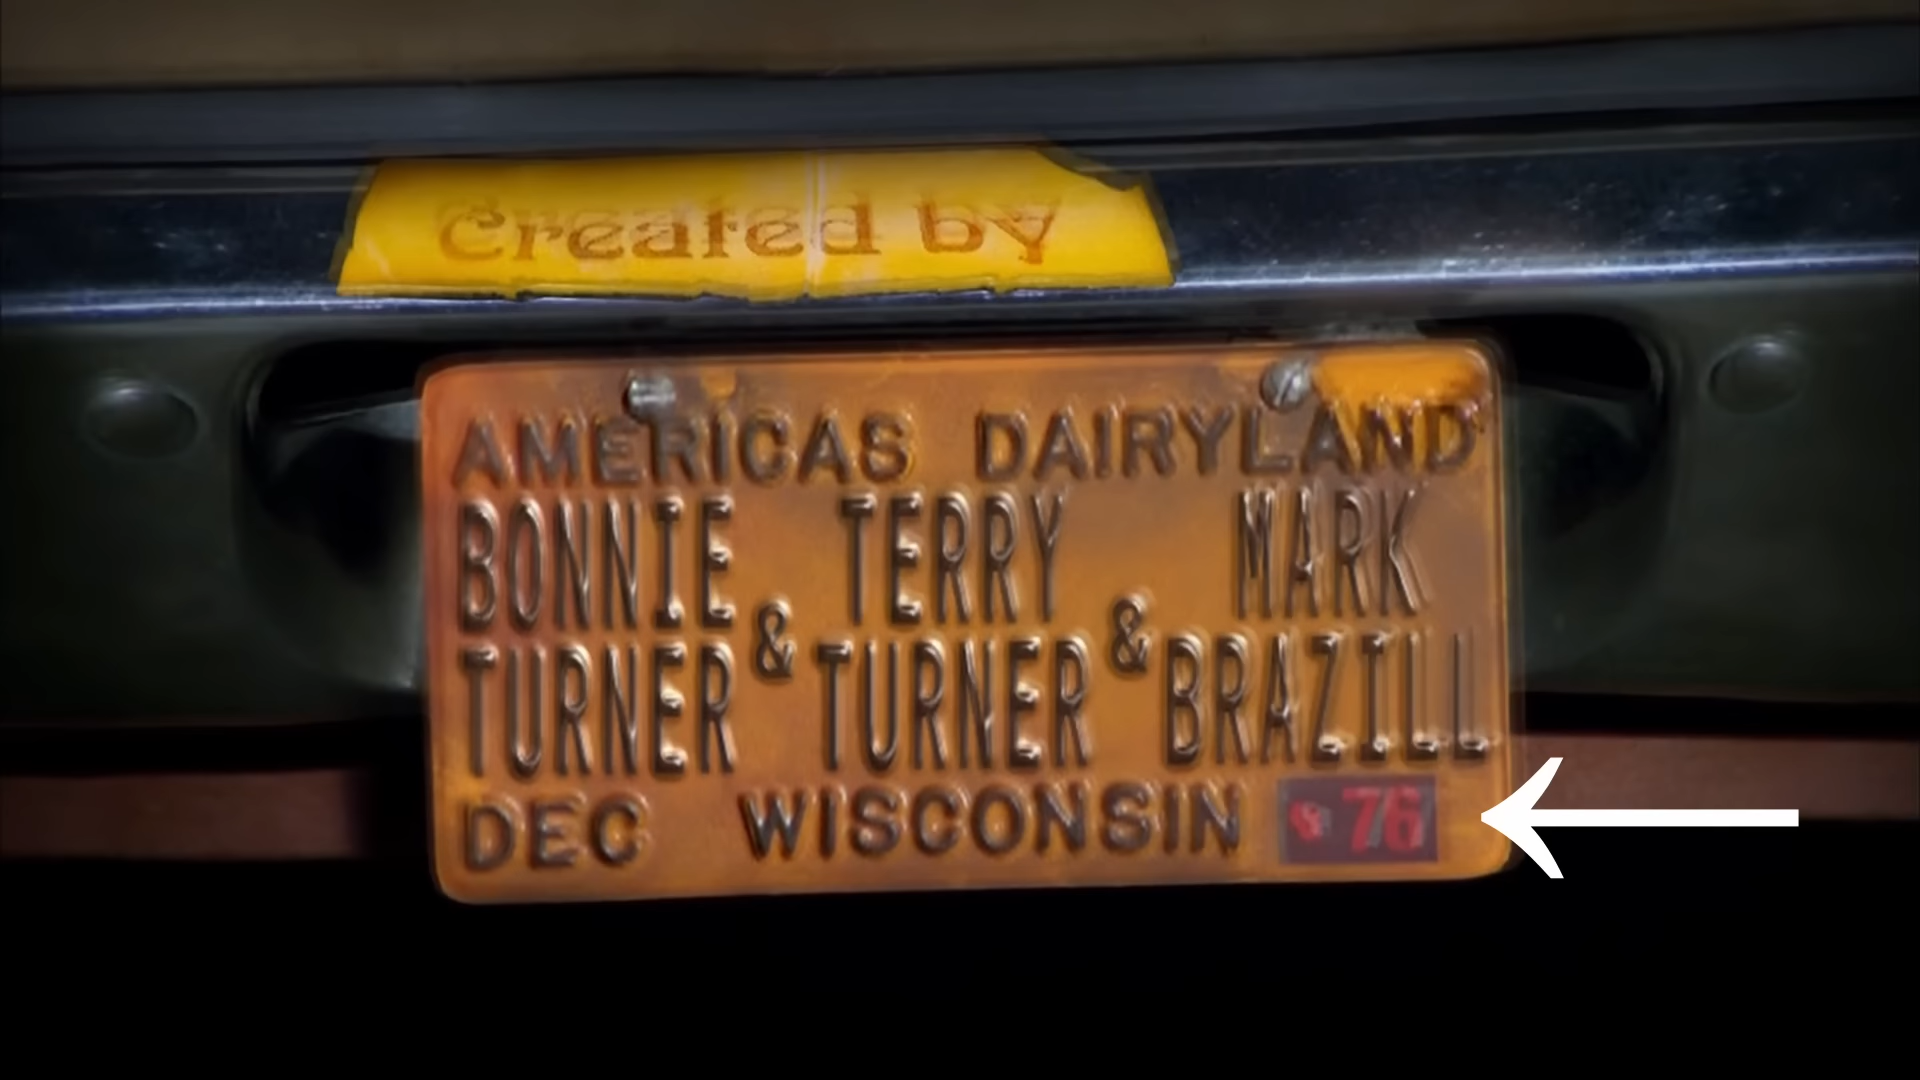 Created by
AMERICAS DAIRYLAND
BONNIE TERRY MARK
& &
TURNER TURNER BRAZILL
DEC WISCONSIN 76